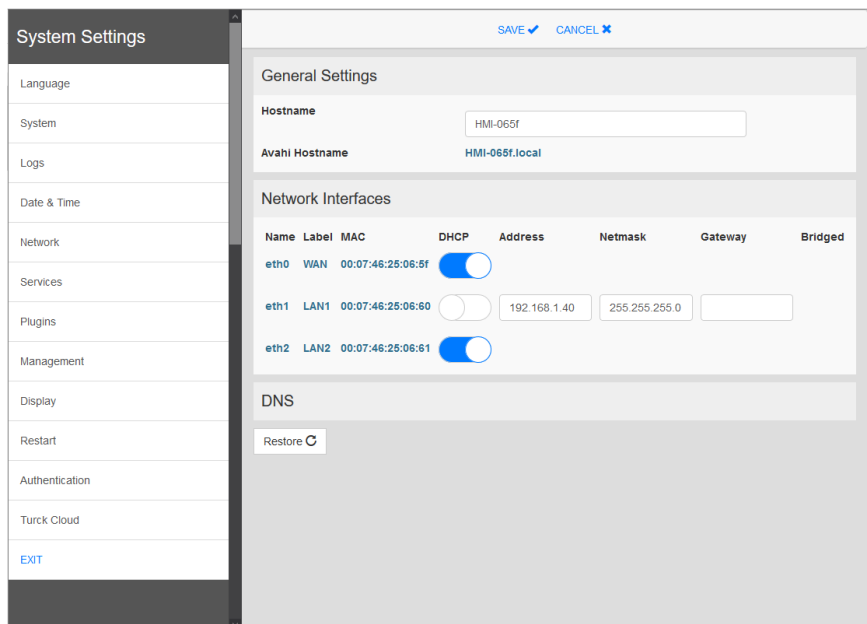 System Settings
Language
System
Logs
Date & Time
Network
Services
Plugins
Management
Display
Restart
Authentication
Turck Cloud
EXIT
SAVE CANCEL
General Settings
Hostname HMI-065f
Avahi Hostname HMI-065f.local
Network Interfaces
Name Label MAC DHCP Address Netmask Gateway Bridged
eth0 WAN 00:07:46:25:06:5f
eth1 LAN1 00:07:46:25:06:60 192.168.1.40 255.255.255.0
eth2 LAN2 00:07:46:25:06:61
DNS
Restore